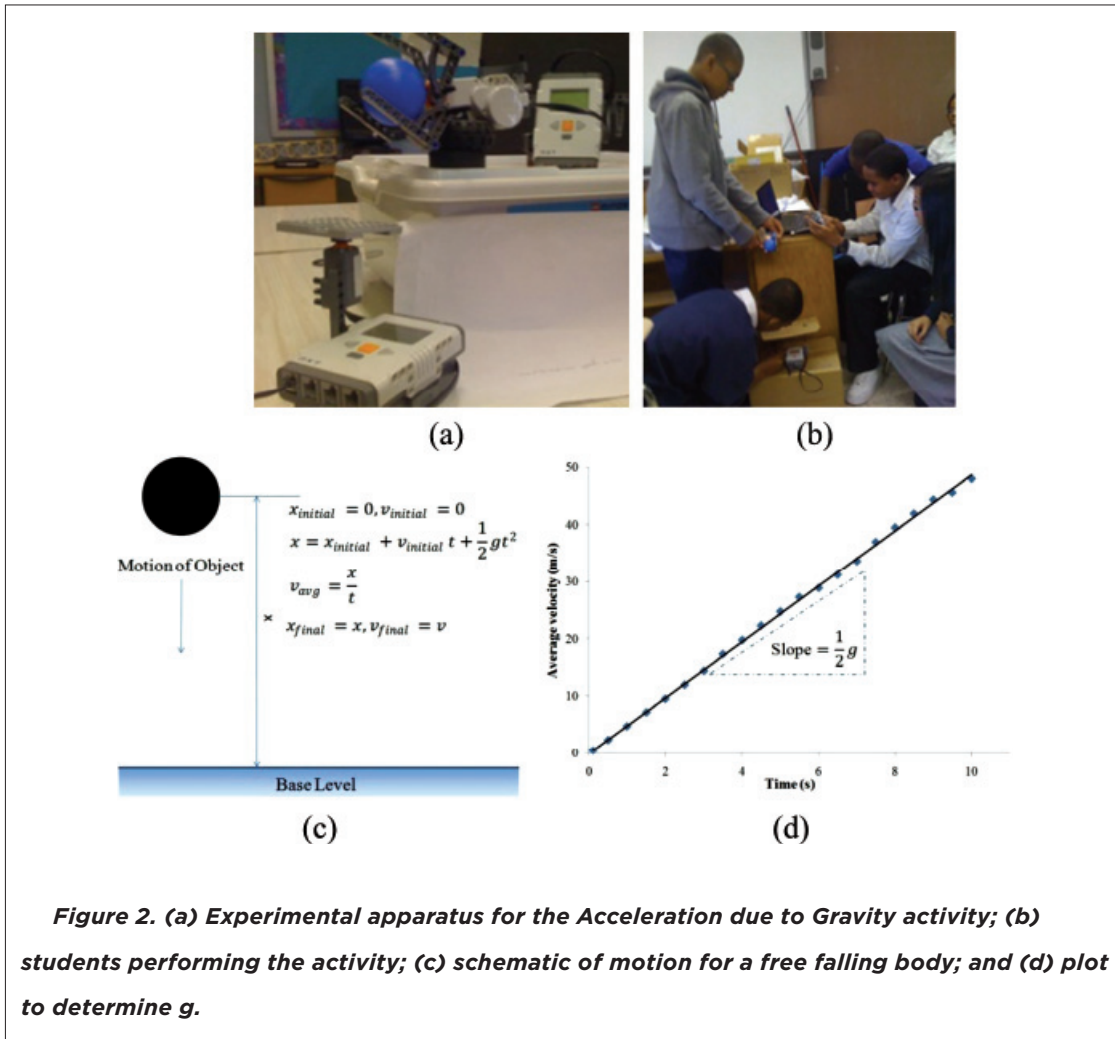 (a)
(b)
x_initial = 0, v_initial = 0
x = x_initial + v_initial t + 1/2 gt²
Motion of Object
v_avg = x/t
x
x_final = x, v_final = v
Base Level
(c)
50
40
30
20
10
0
Average velocity (m/s)
Slope = 1/2 g
0
2
4
6
8
10
Time (s)
(d)
Figure 2. (a) Experimental apparatus for the Acceleration due to Gravity activity; (b)
students performing the activity; (c) schematic of motion for a free falling body; and (d) plot
to determine g.